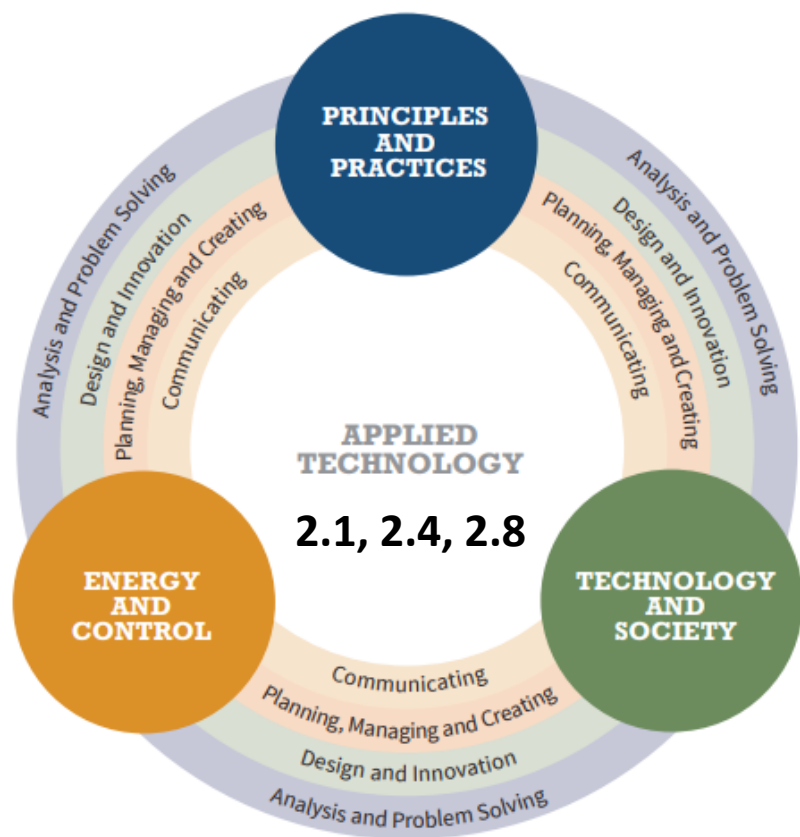 PRINCIPLES
AND
PRACTICES
Analysis and Problem Solving
Design and Innovation
Planning, Managing and Creating
Communicating
Analysis and Problem Solving
Design and Innovation
Planning, Managing and Creating
Communicating
APPLIED
TECHNOLOGY
2.1, 2.4, 2.8
ENERGY
AND
CONTROL
TECHNOLOGY
AND
SOCIETY
Communicating
Planning, Managing and Creating
Design and Innovation
Analysis and Problem Solving